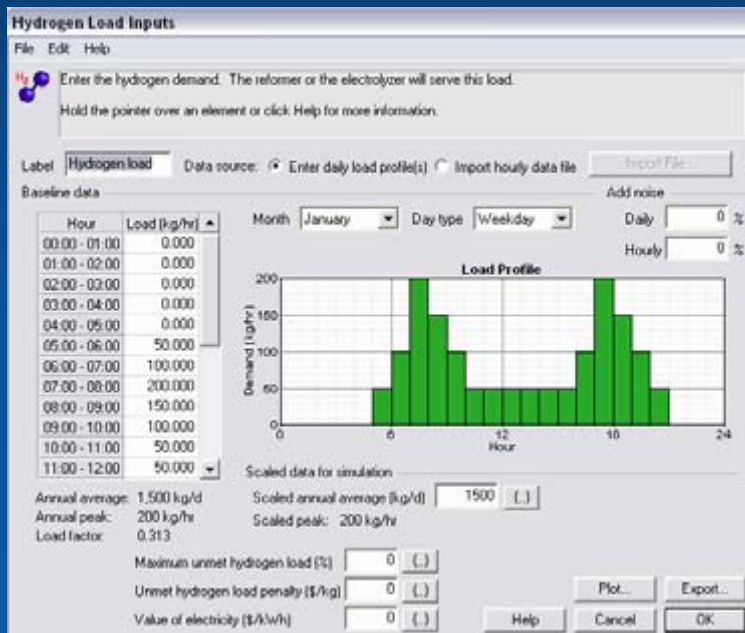 Hydrogen Load Inputs
File Edit Help
H2
Enter the hydrogen demand. The reformer or the electrolyzer will serve this load.
Hold the pointer over an element or click Help for more information.
Label Hydrogen load Data source: Enter daily load profile(s) Import hourly data file Import File...
Baseline data Add noise
Hour Load (kg/hr)
Month January Day type Weekday
Daily 0 %
Hourly 0 %
00:00 - 01:00 0.000
01:00 - 02:00 0.000
02:00 - 03:00 0.000
03:00 - 04:00 0.000
04:00 - 05:00 0.000
05:00 - 06:00 50.000
06:00 - 07:00 100.000
07:00 - 08:00 200.000
08:00 - 09:00 150.000
09:00 - 10:00 100.000
10:00 - 11:00 50.000
11:00 - 12:00 50.000
Load Profile
Demand (kg/hr)
200
150
100
50
0
0 6 12 18 24
Hour
Annual average: 1,500 kg/d
Annual peak: 200 kg/hr
Load factor: 0.313
Scaled data for simulation
Scaled annual average (kg/d) 1500 {..}
Scaled peak: 200 kg/hr
Maximum unmet hydrogen load (%) 0 {..}
Unmet hydrogen load penalty ($/kg) 0 {..}
Value of electricity ($/kWh) 0 {..}
Plot... Export...
Help Cancel OK